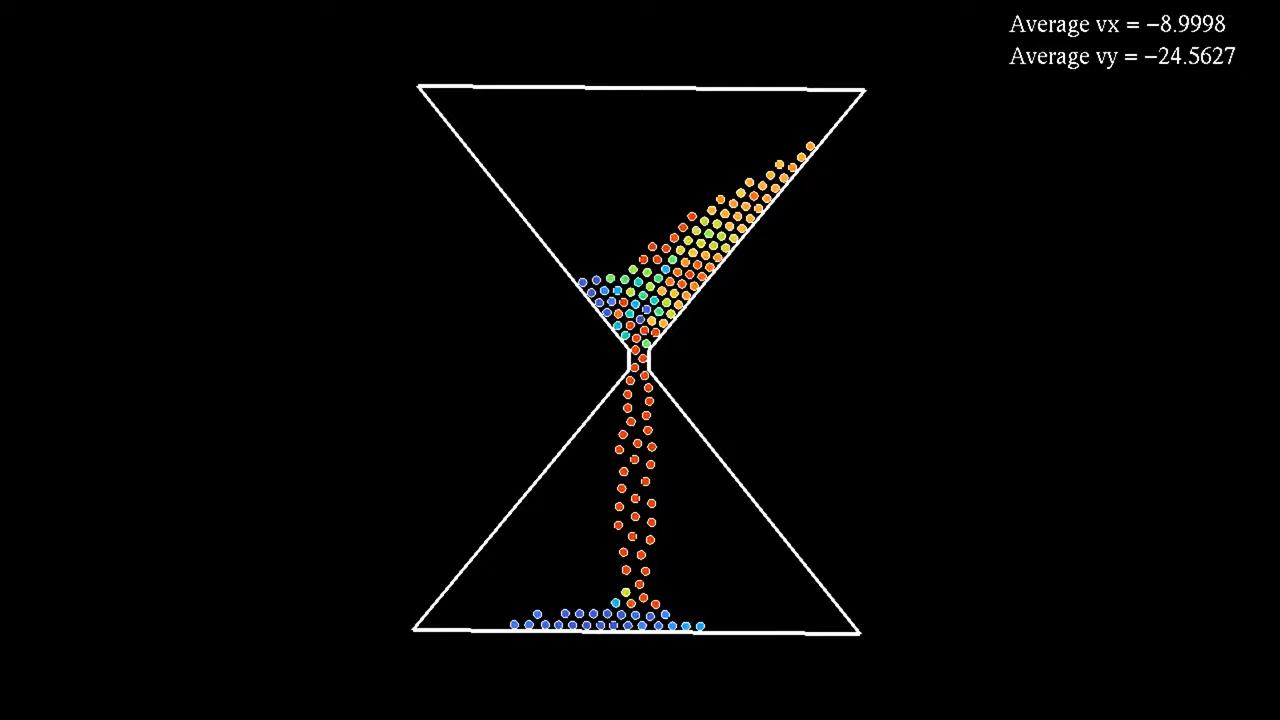 Average vx = −8.9998
Average vy = −24.5627